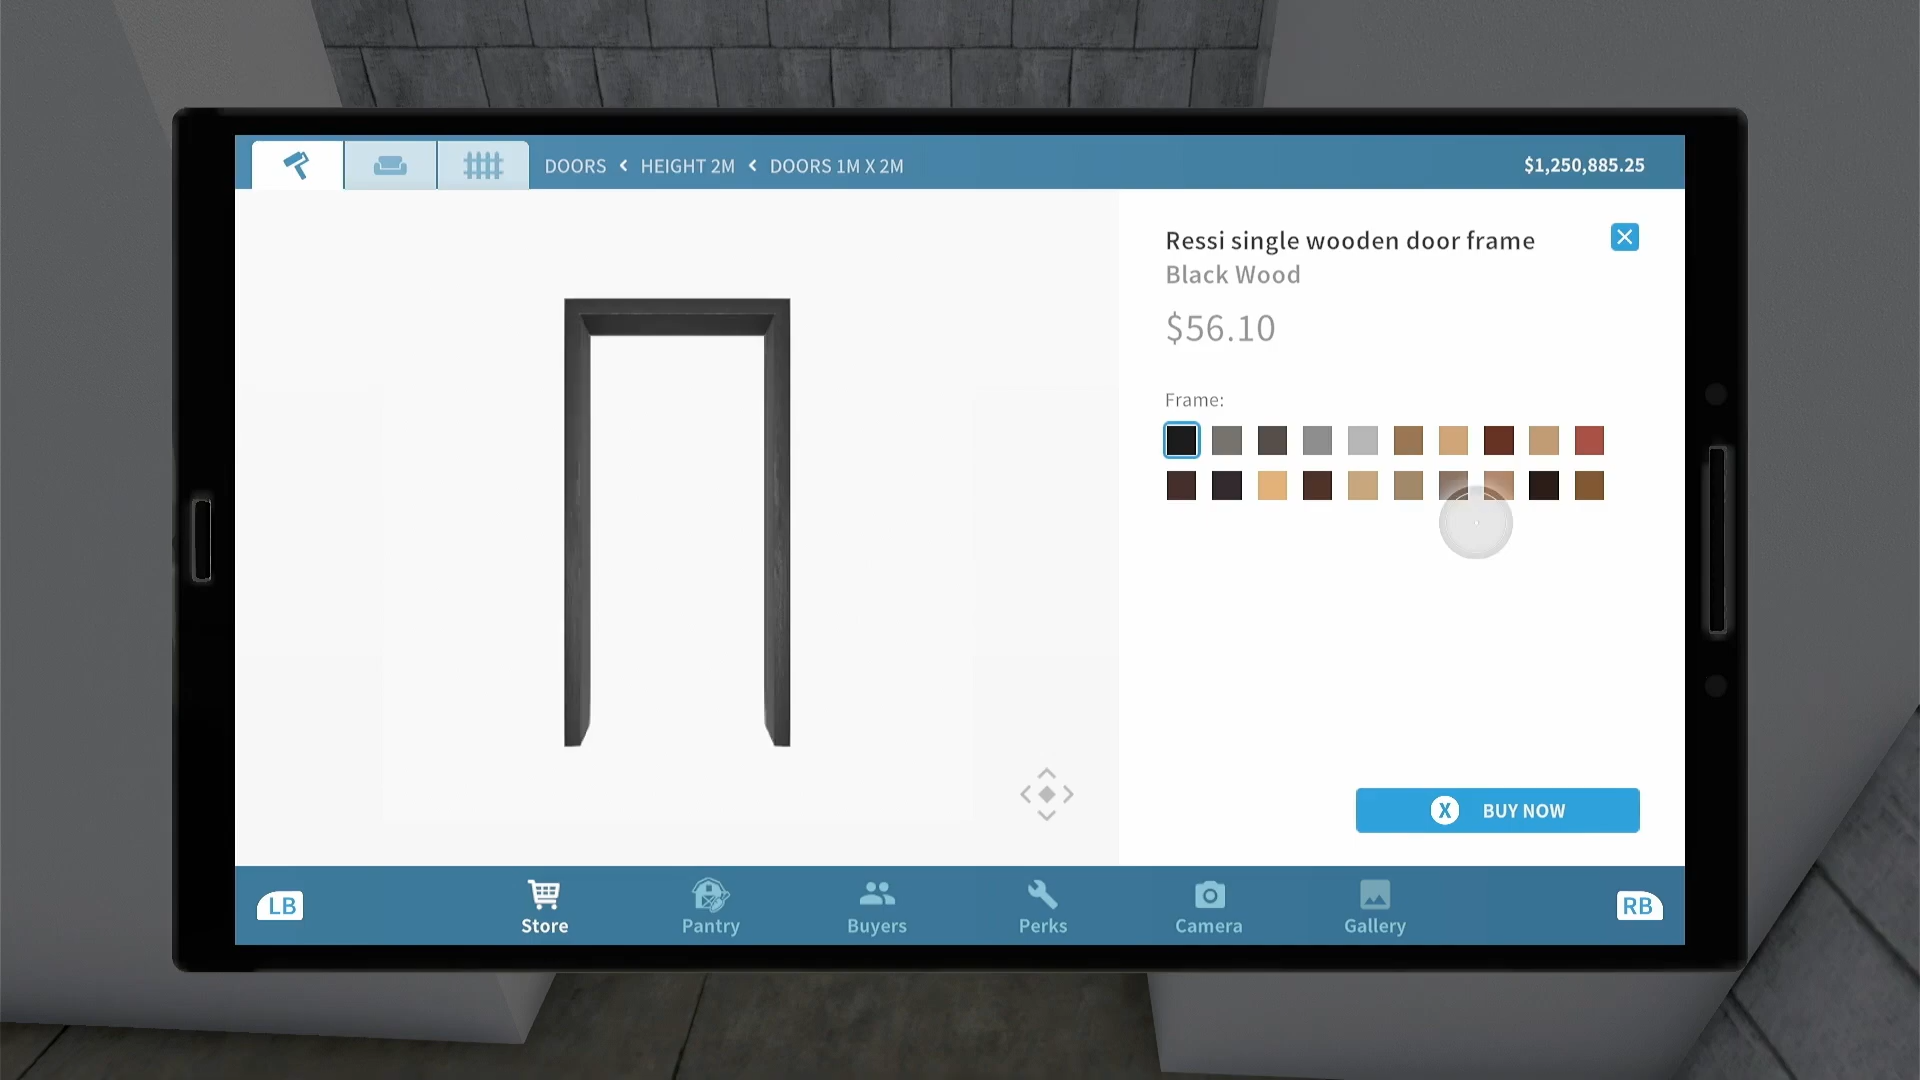 DOORS < HEIGHT 2M < DOORS 1M X 2M
$1,250,885.25
Ressi single wooden door frame
Black Wood
$56.10
Frame:
X BUY NOW
LB
Store
Pantry
Buyers
Perks
Camera
Gallery
RB